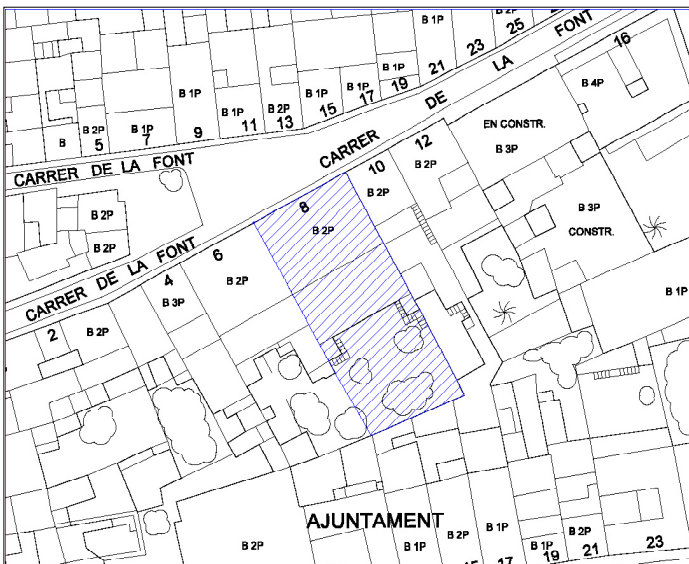 B 2P
25
B 1P
23
21
FONT
16
LA
DE
CARRER
B 4P
B 1P
19
B 1P
17
B 1P
15
B 2P
13
B 1P
11
B 1P
9
B 1P
7
B 2P
5
B
EN CONSTR.
B 3P
12
B 2P
10
B 2P
8
B 2P
CARRER DE LA FONT
B 2P
B 2P
B 3P
CONSTR.
6
B 2P
CARRER DE LA FONT
4
B 3P
B 1P
2
B 2P
AJUNTAMENT
B 2P
B 1P
B 2P
B 1P
17
B 1P
19
B 2P
21
23